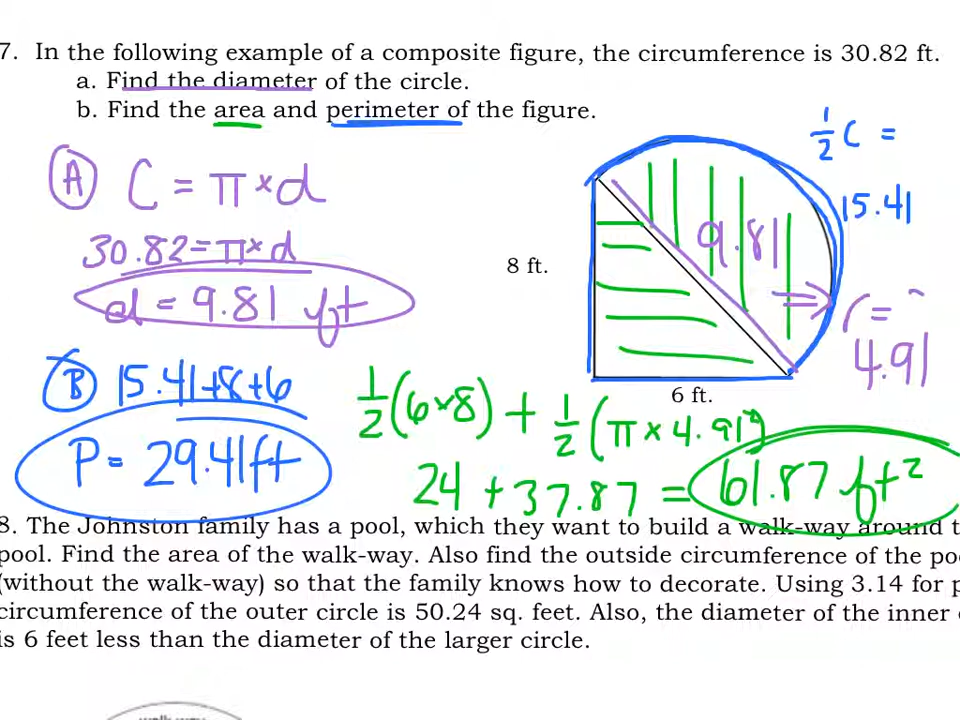 7. In the following example of a composite figure, the circumference is 30.82 ft.
a. Find the diameter of the circle.
b. Find the area and perimeter of the figure.
½ C =
15.41
A C = π × d
30.82 = π × d
d = 9.81 ft
8 ft.
9.81
r =
4.91
6 ft.
B 15.41+8+6
P = 29.41ft
½(6×8) + ½(π × 4.91²)
24 + 37.87 = 61.87 ft²
8. The Johnston family has a pool, which they want to build a walk-way around
pool. Find the area of the walk-way. Also find the outside circumference of the
(without the walk-way) so that the family knows how to decorate. Using 3.14 for
circumference of the outer circle is 50.24 sq. feet. Also, the diameter of the inner
is 6 feet less than the diameter of the larger circle.